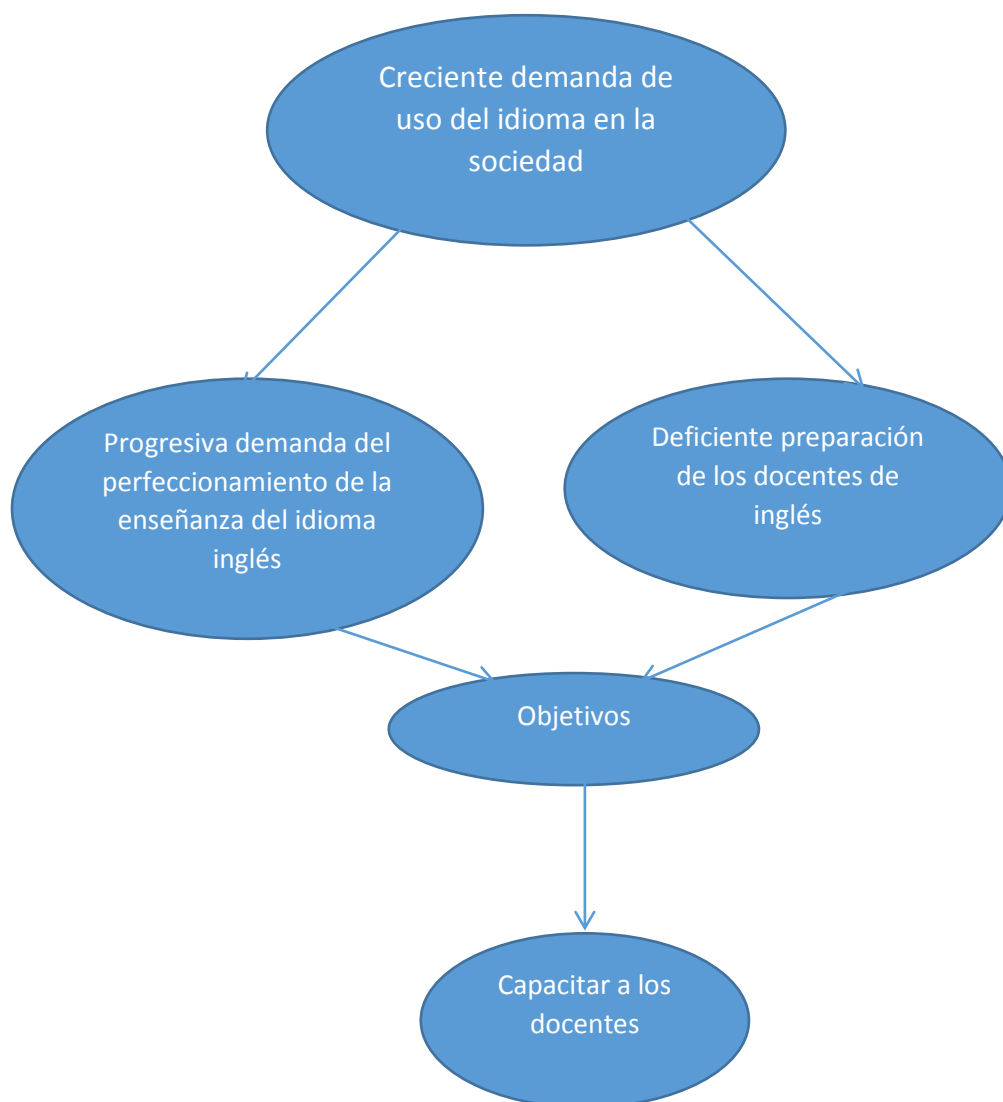 Creciente demanda de
uso del idioma en la
sociedad
Progresiva demanda del
perfeccionamiento de la
enseñanza del idioma
inglés
Deficiente preparación
de los docentes de
inglés
Objetivos
Capacitar a los
docentes